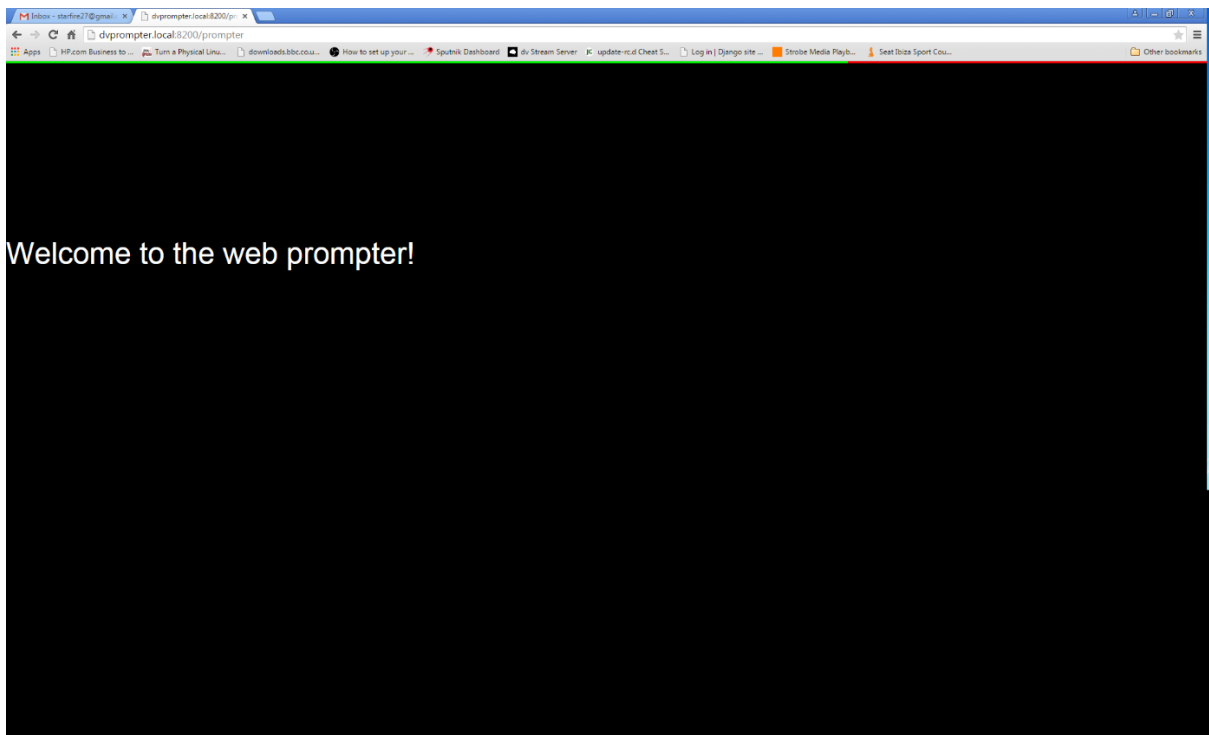 Inbox - starfire27@gmail.
dvprompter.local:8200/pr
dvprompter.local:8200/prompter
Apps HP.com Business to ... Turn a Physical Linu... downloads.bbc.co.u... How to set up your ... Sputnik Dashboard dv Stream Server update-rc.d Cheat S... Log in | Django site ... Strobe Media Playb... Seat Ibiza Sport Cou... Other bookmarks
Welcome to the web prompter!